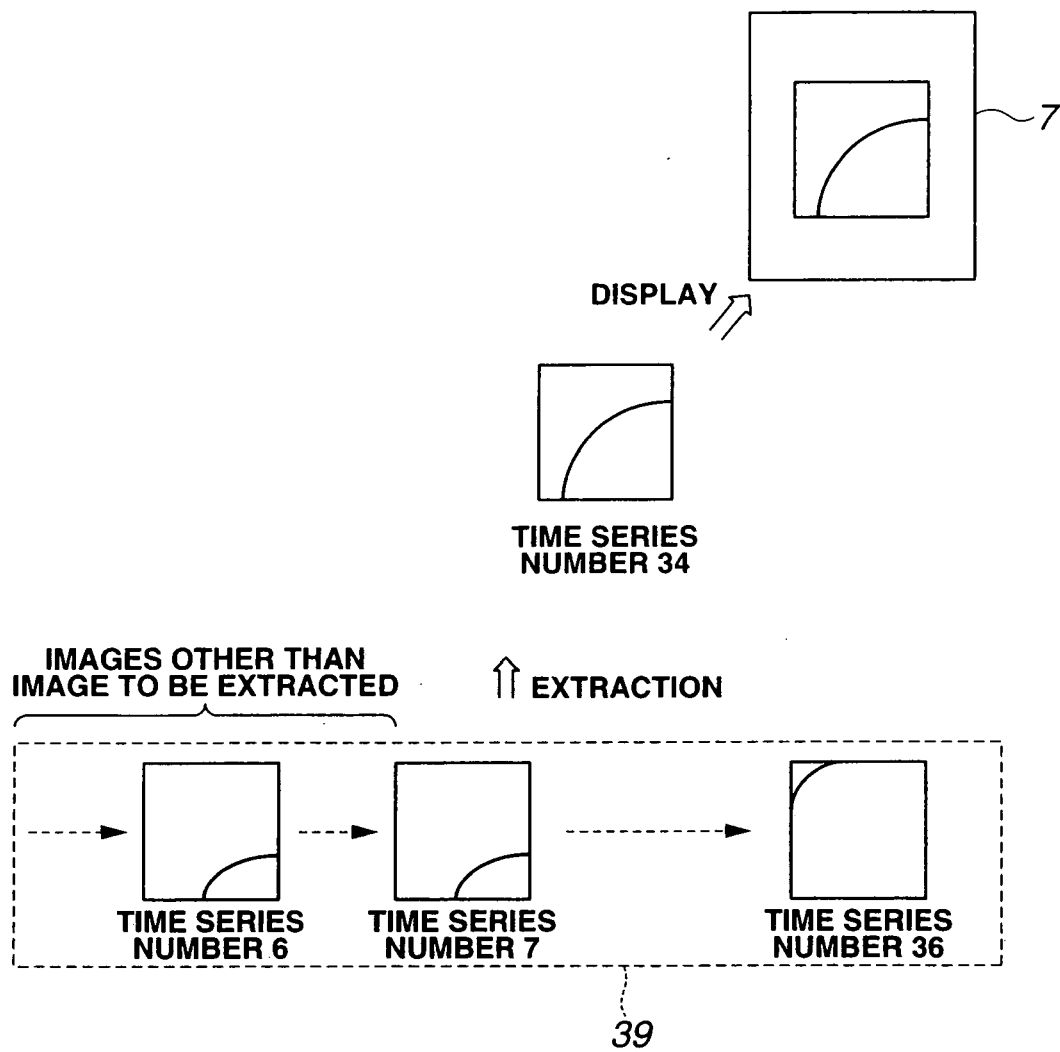 7
DISPLAY
TIME SERIES
NUMBER 34
IMAGES OTHER THAN
IMAGE TO BE EXTRACTED
EXTRACTION
TIME SERIES
NUMBER 6
TIME SERIES
NUMBER 7
TIME SERIES
NUMBER 36
39